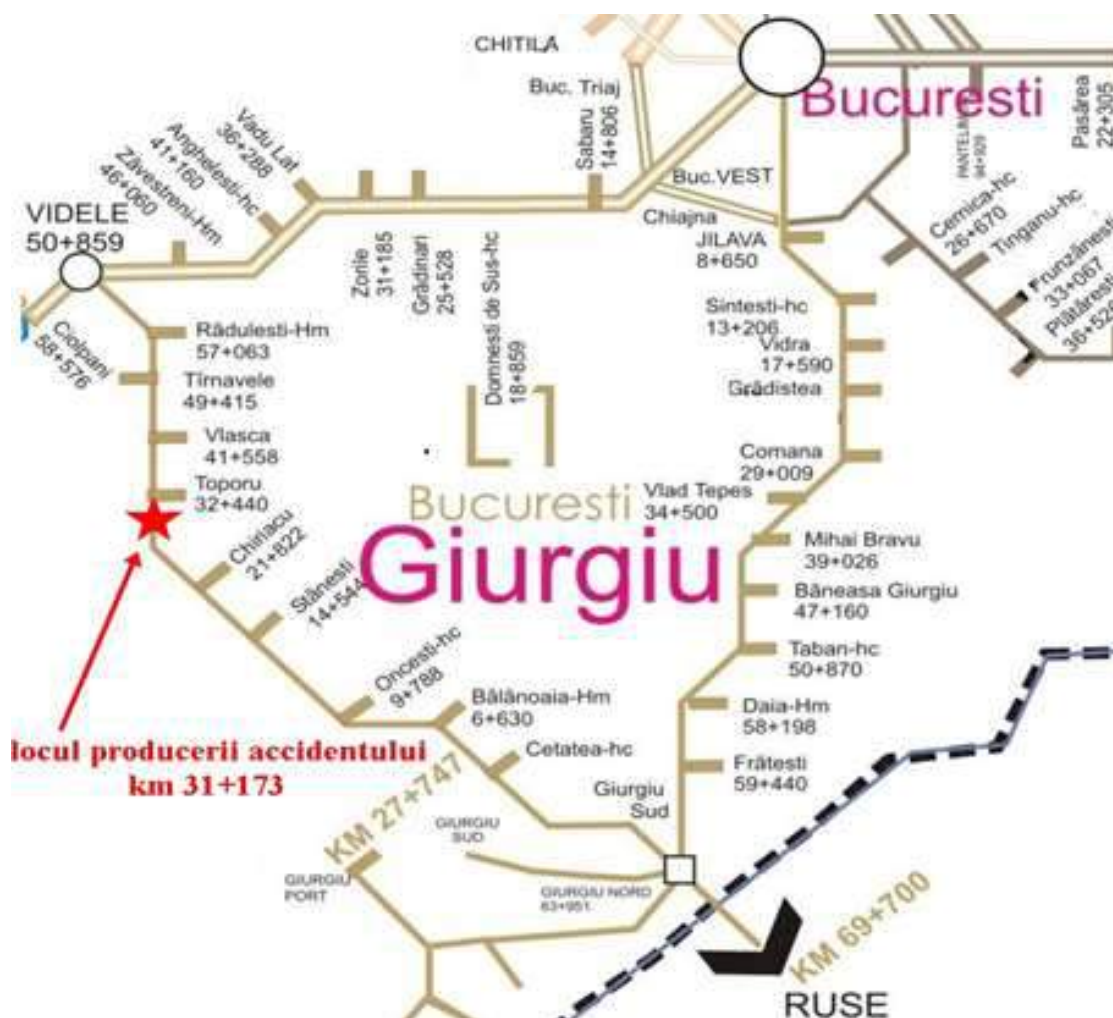 CHITILA
Bucuresti
Buc. Triaj
Sabaru
14+806
PANTELIM
Pasărea
22+305
Vadu Lat
36+288
Anghelesti-hc
41+160
Zăvestreni-Hm
46+060
VIDELE
50+859
Buc.VEST
Chiajna
JILAVA
8+650
Cernica-hc
26+670
Tinganu-hc
Frunzănesti
33+067
Plătăresti
36+525
Zorile
31+185
Grădinari
25+528
Domnesti de Sus-hc
18+859
Sintesti-hc
13+206
Vidra
17+590
Grădistea
Comana
29+009
Vlad Tepes
34+500
Mihai Bravu
39+026
Băneasa Giurgiu
47+160
Taban-hc
50+870
Daia-Hm
58+198
Frătesti
59+440
Ciolpani
58+576
Rădulesti-Hm
57+063
Tîrnavele
49+415
Vlasca
41+558
Toporu
32+440
Bucuresti
Giurgiu
Chiriacu
21+822
Stănesti
14+544
Oncesti-hc
9+788
Bălănoaia-Hm
6+630
Cetatea-hc
locul producerii accidentului
km 31+173
Giurgiu
Sud
KM 27+747
GIURGIU
SUD
GIURGIU
PORT
GIURGIU NORD
63+951
KM 69+700
RUSE